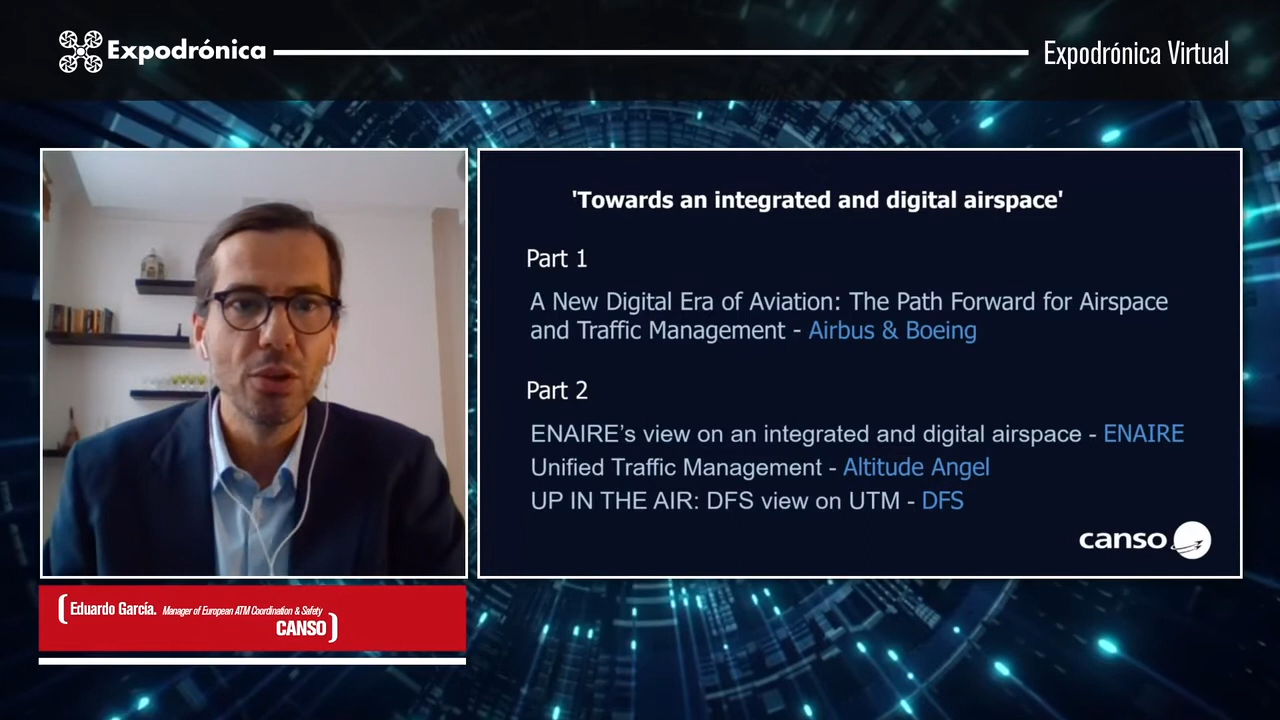 Expodrónica
Expodrónica Virtual
'Towards an integrated and digital airspace'
Part 1
A New Digital Era of Aviation: The Path Forward for Airspace
and Traffic Management - Airbus & Boeing
Part 2
ENAIRE’s view on an integrated and digital airspace - ENAIRE
Unified Traffic Management - Altitude Angel
UP IN THE AIR: DFS view on UTM - DFS
canso
Eduardo García. Manager of European ATM Coordination & Safety
CANSO